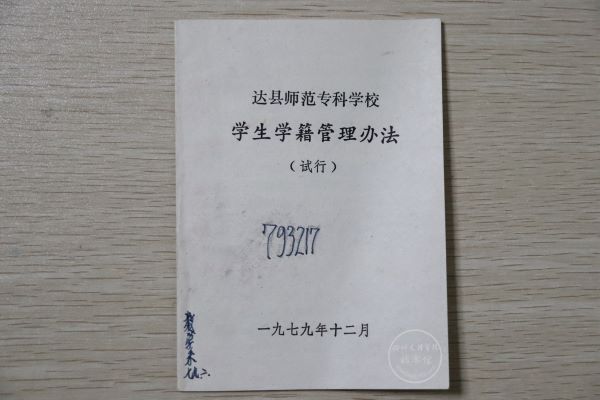 达县师范专科学校
学生学籍管理办法
（试行）
793217
一九七九年十二月